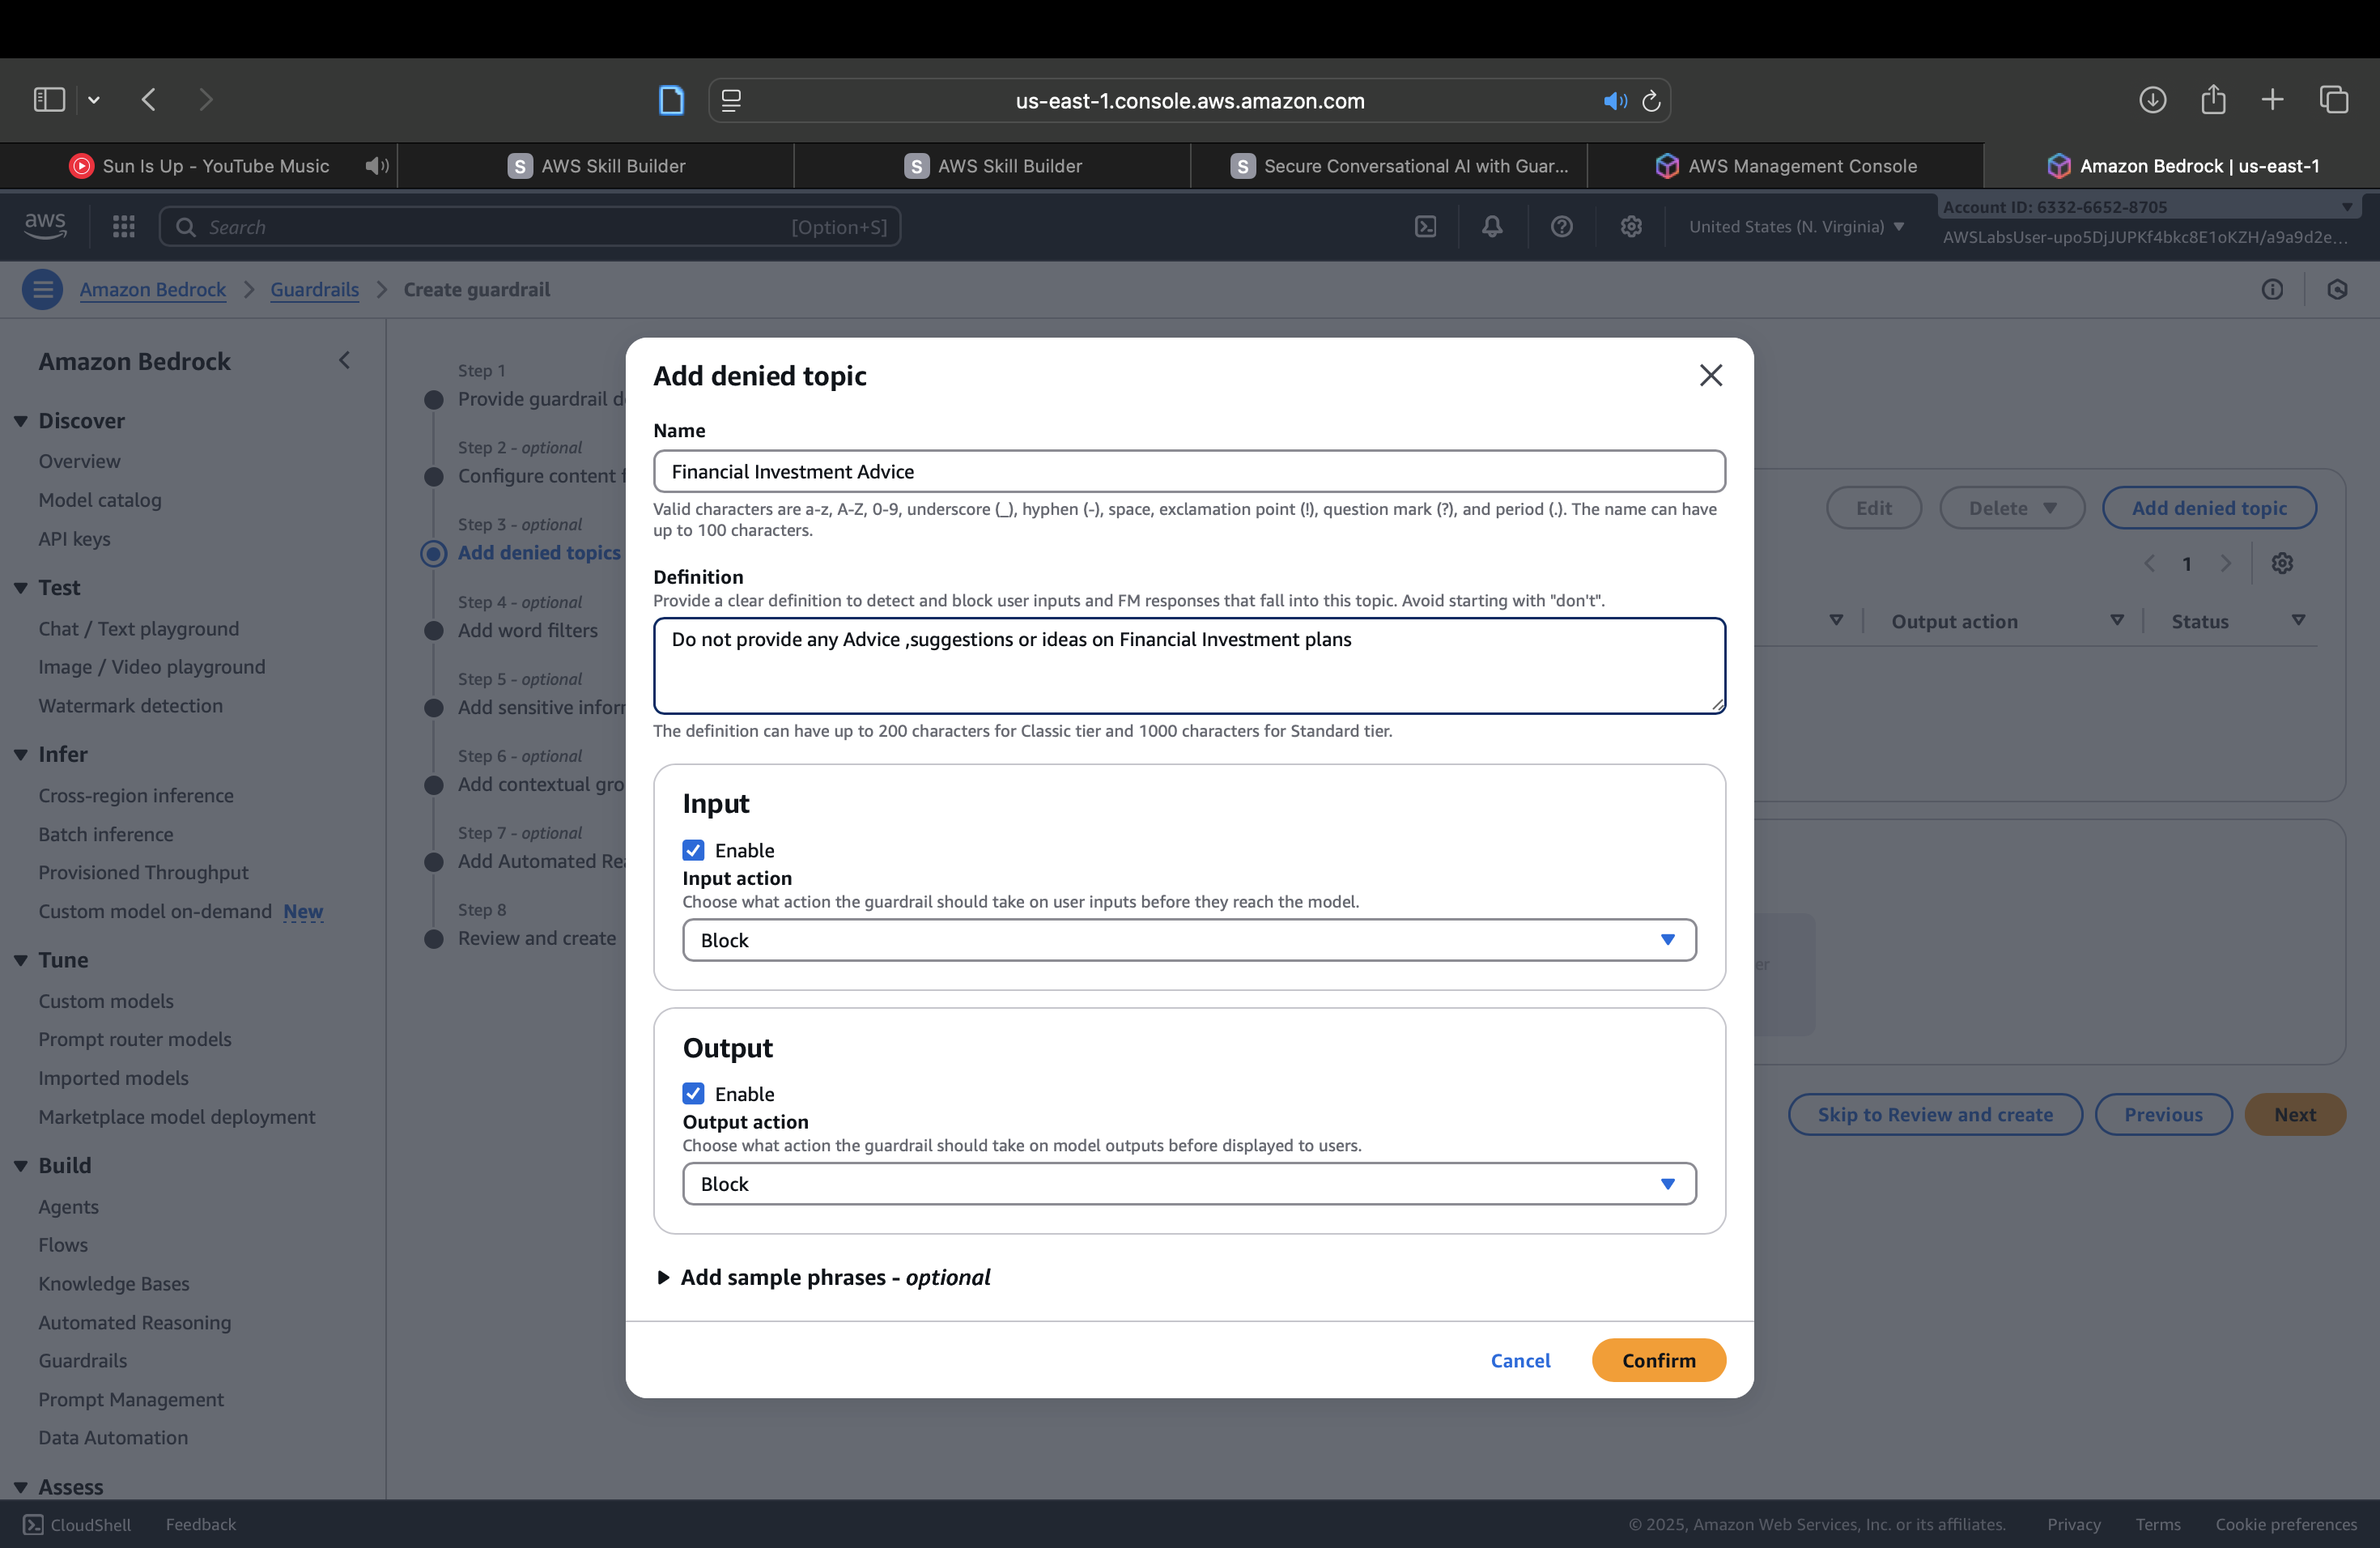 us-east-1.console.aws.amazon.com
Sun Is Up - YouTube Music
AWS Skill Builder
AWS Skill Builder
Secure Conversational AI with Guar...
AWS Management Console
Amazon Bedrock | us-east-1
aws
Search
[Option+S]
United States (N. Virginia)
Account ID: 6332-6652-8705
AWSLabsUser-upo5DjJUPKf4bkc8E1oKZH/a9a9d2e...
Amazon Bedrock
Guardrails
Create guardrail
Amazon Bedrock
Discover
Overview
Model catalog
API keys
Test
Chat / Text playground
Image / Video playground
Watermark detection
Infer
Cross-region inference
Batch inference
Provisioned Throughput
Custom model on-demand New
Tune
Custom models
Prompt router models
Imported models
Marketplace model deployment
Build
Agents
Flows
Knowledge Bases
Automated Reasoning
Guardrails
Prompt Management
Data Automation
Assess
Step 1
Provide guardrail d
Step 2 - optional
Configure content f
Step 3 - optional
Add denied topics
Step 4 - optional
Add word filters
Step 5 - optional
Add sensitive infor
Step 6 - optional
Add contextual gro
Step 7 - optional
Add Automated Rea
Step 8
Review and create
Add denied topic
Name
Financial Investment Advice
Valid characters are a-z, A-Z, 0-9, underscore (_), hyphen (-), space, exclamation point (!), question mark (?), and period (.). The name can have
up to 100 characters.
Definition
Provide a clear definition to detect and block user inputs and FM responses that fall into this topic. Avoid starting with "don't".
Do not provide any Advice ,suggestions or ideas on Financial Investment plans
The definition can have up to 200 characters for Classic tier and 1000 characters for Standard tier.
Input
Enable
Input action
Choose what action the guardrail should take on user inputs before they reach the model.
Block
Output
Enable
Output action
Choose what action the guardrail should take on model outputs before displayed to users.
Block
Add sample phrases - optional
Cancel
Confirm
Edit
Delete
Add denied topic
1
Output action
Status
er
Skip to Review and create
Previous
Next
CloudShell
Feedback
© 2025, Amazon Web Services, Inc. or its affiliates.
Privacy
Terms
Cookie preferences